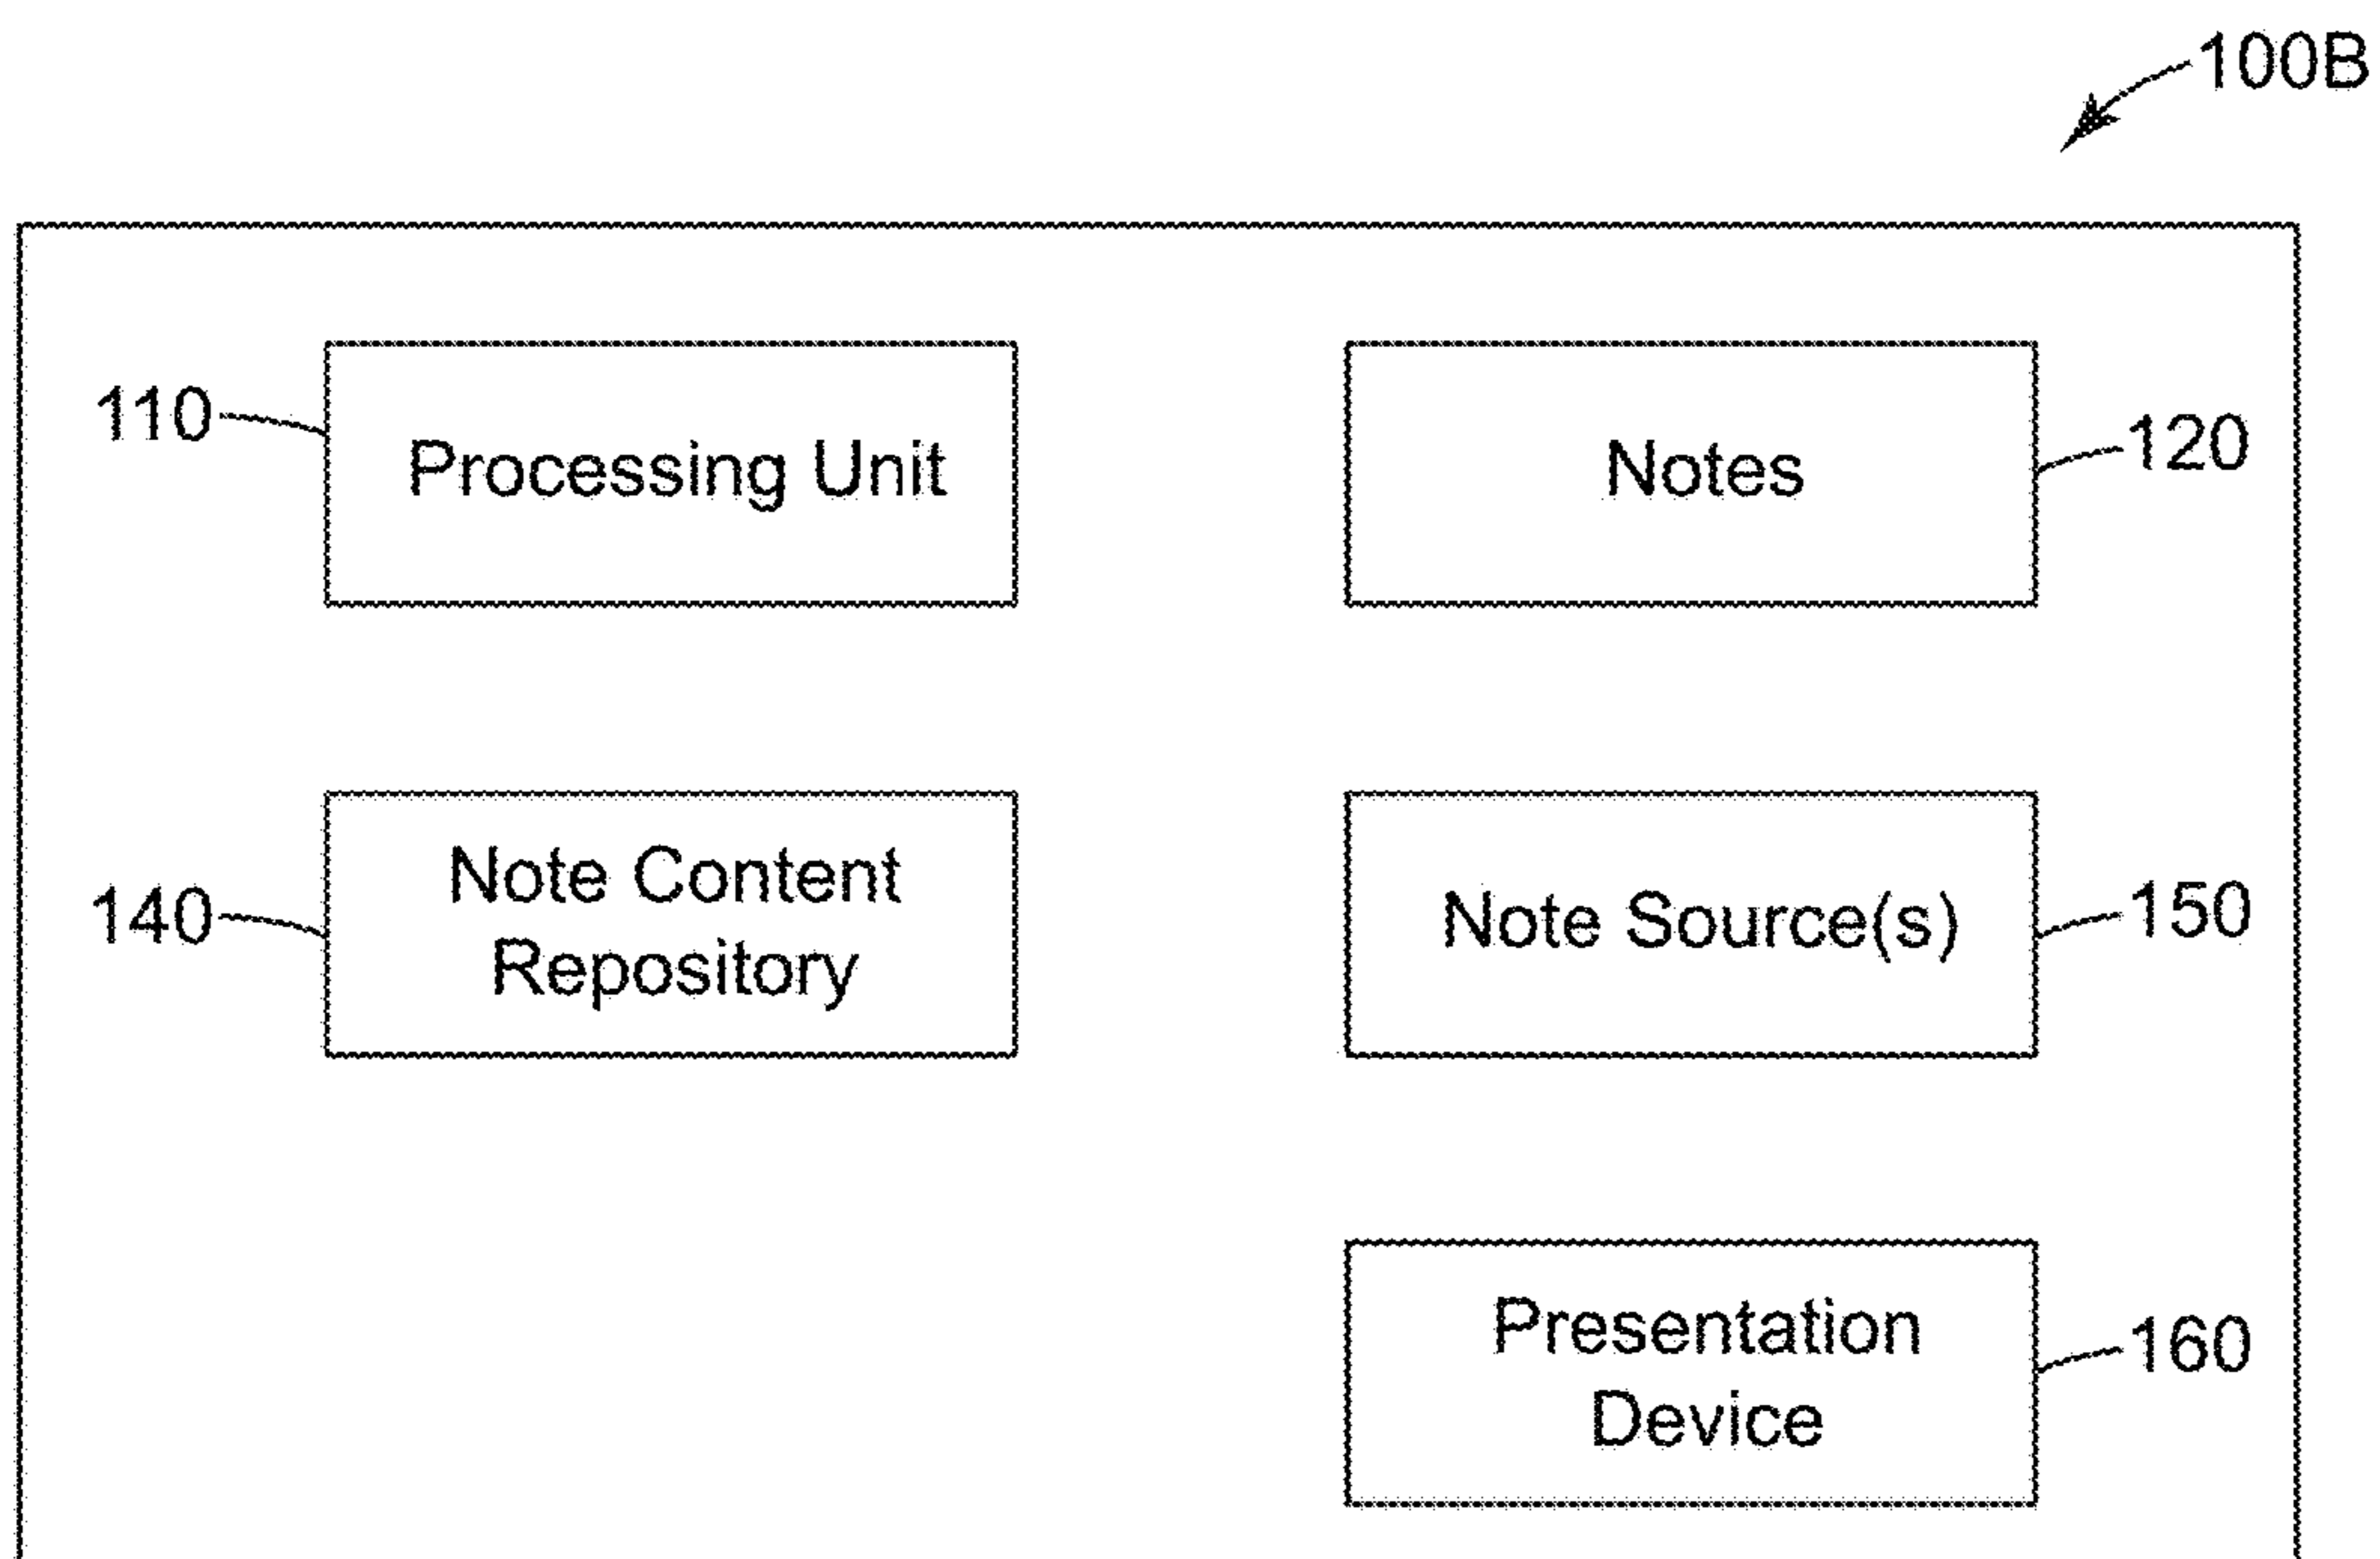 100B
110
Processing Unit
Notes
120
140
Note Content
Repository
Note Source(s)
150
Presentation
Device
160